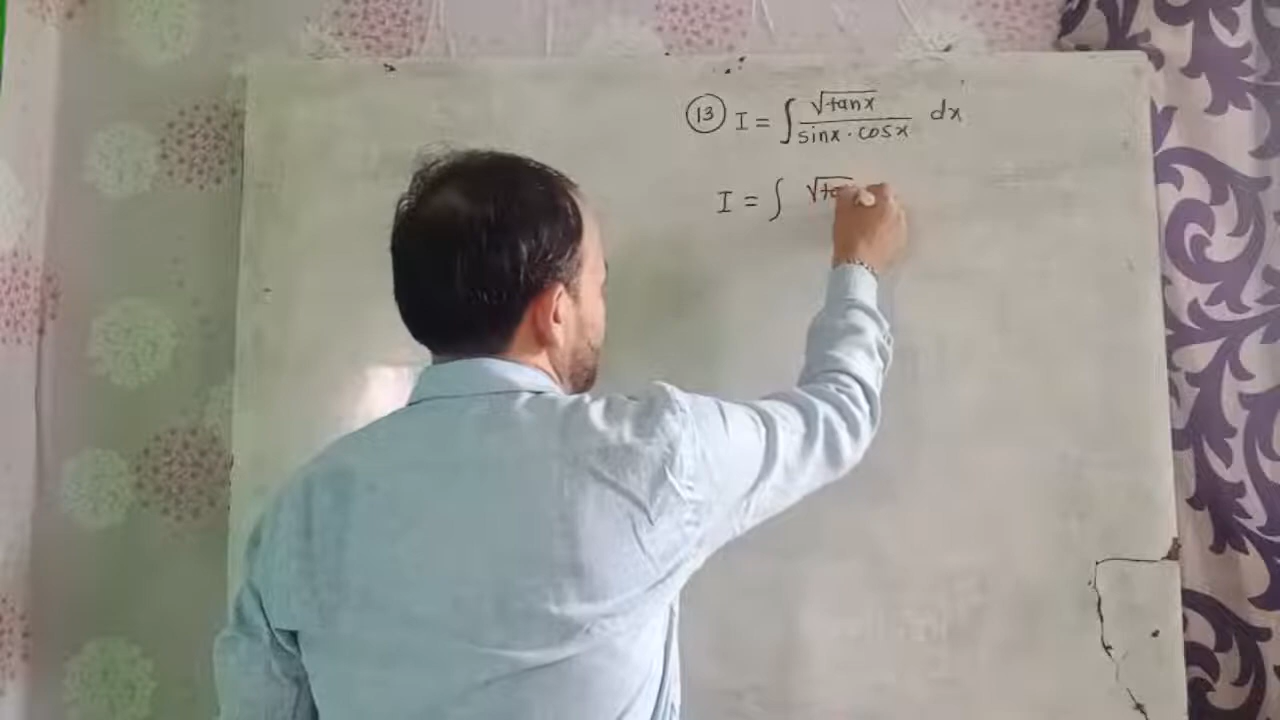 (13) I = ∫ √tanx / sinx · cosx dx
I = ∫ √ta